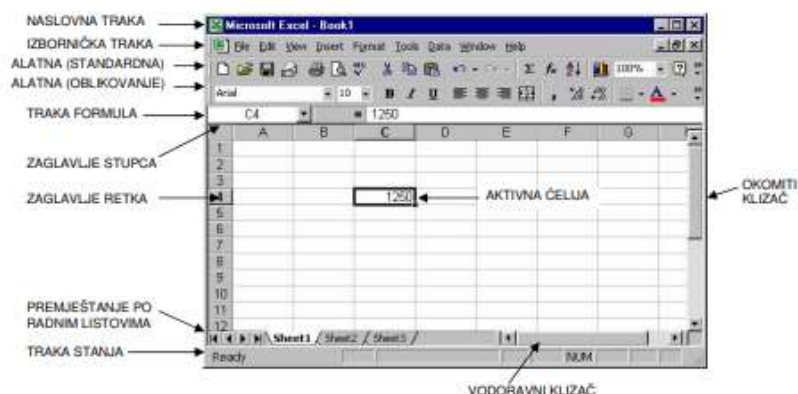 NASLOVNA TRAKA
Microsoft Excel - Book1
IZBORNIČKA TRAKA
File Edit View Insert Format Tools Data Window Help
ALATNA (STANDARDNA)
100%
ALATNA (OBLIKOVANJE)
Arial 10 B I U
TRAKA FORMULA
C4 = 1250
A B C D E F G
ZAGLAVLJE STUPCA
1
2
3
ZAGLAVLJE RETKA
4 1250 AKTIVNA ĆELIJA
OKOMITI
KLIZAČ
5
6
7
8
9
10
11
12
PREMJEŠTANJE PO
RADNIM LISTOVIMA
Sheet1 Sheet2 Sheet3
TRAKA STANJA
Ready NUM
VODORAVNI KLIZAČ